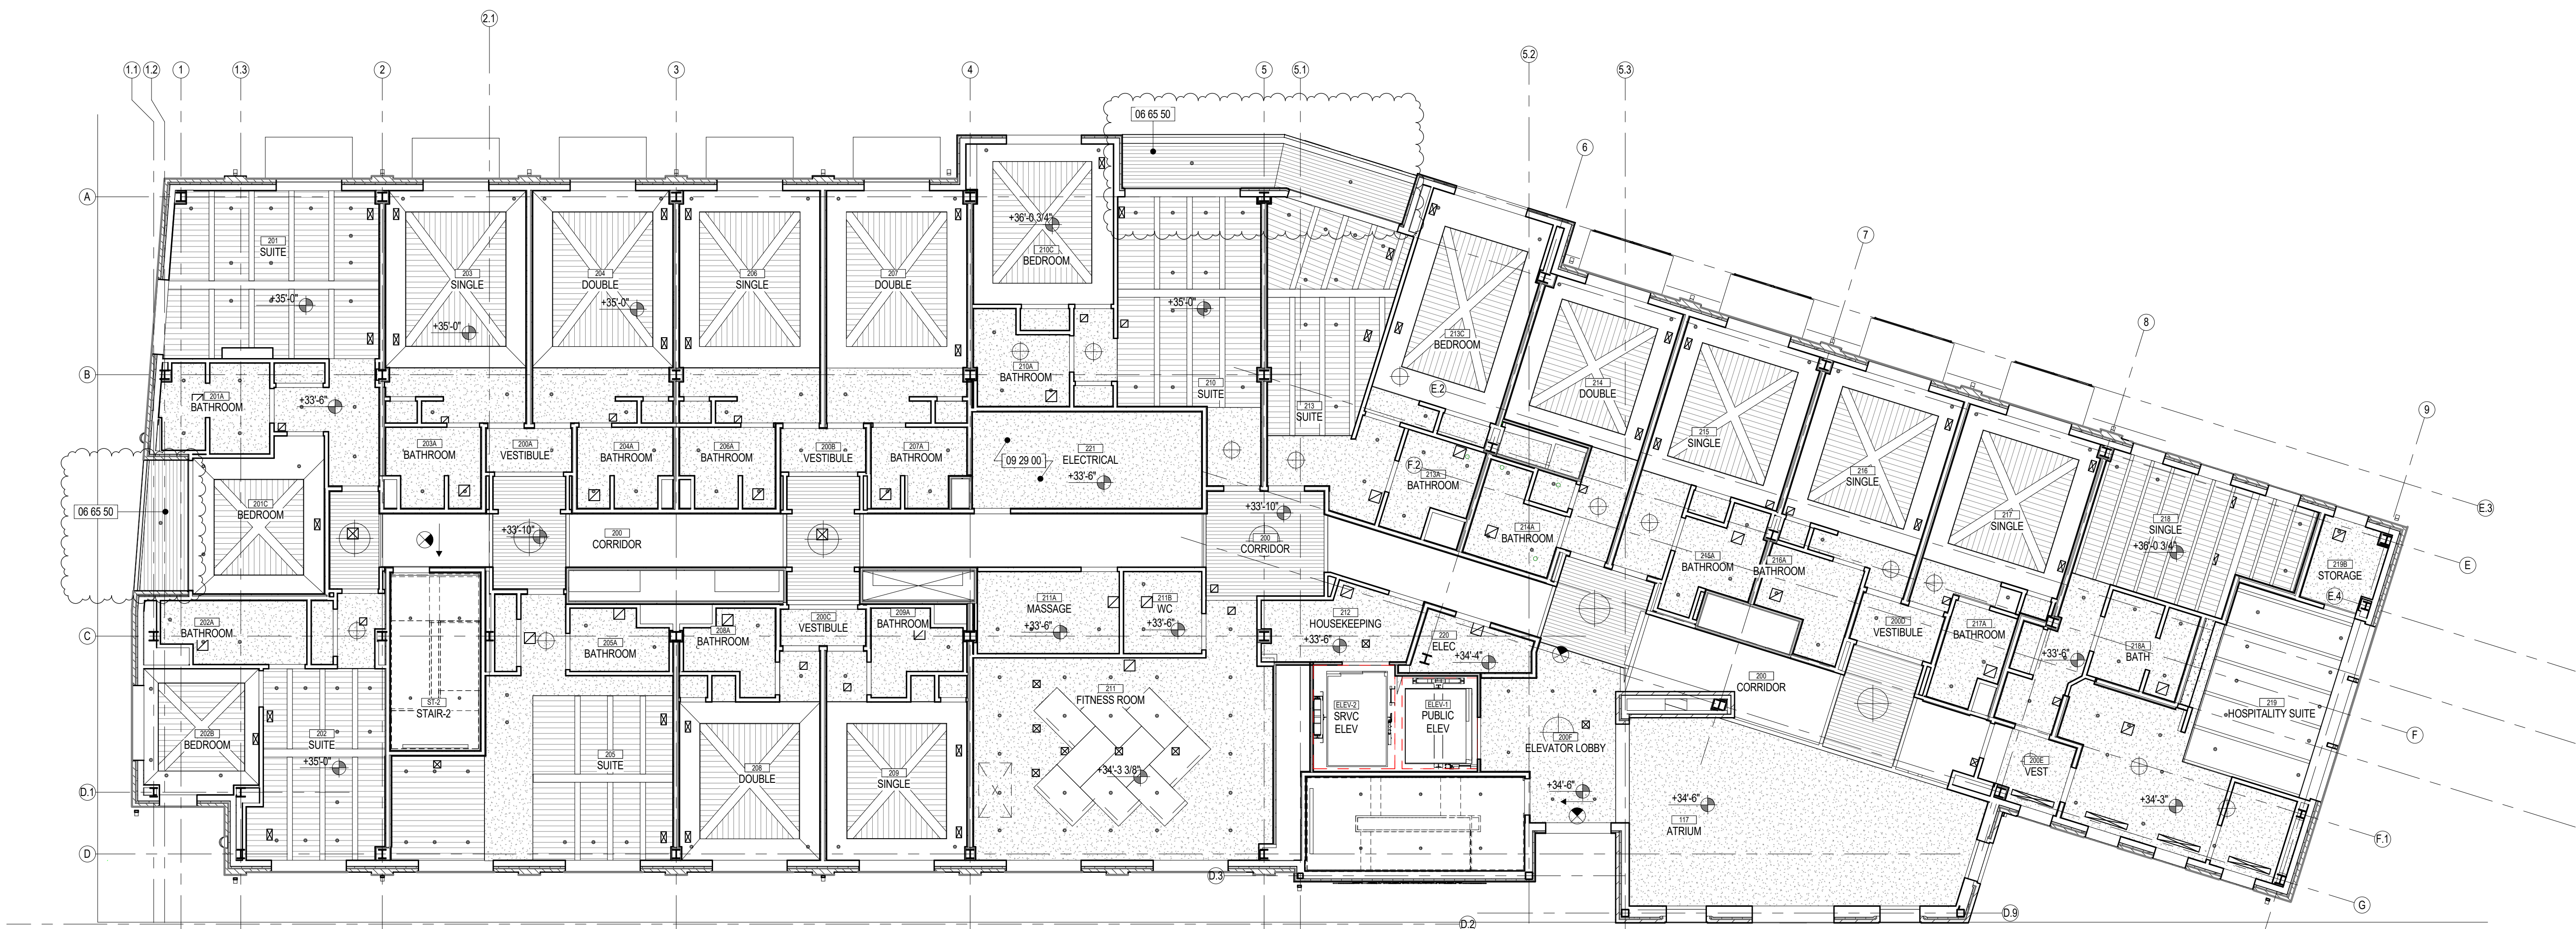 2.1
5.2
1.1
1.2
1
1.3
2
3
4
5
5.1
5.3
06 65 50
6
A
+36'-0 3/4"
7
201
SUITE
210C
BEDROOM
203
SINGLE
204
DOUBLE
206
SINGLE
207
DOUBLE
+35'-0"
+35'-0"
+35'-0"
+35'-0"
8
213C
BEDROOM
B
210A
BATHROOM
210
SUITE
E.2
214
DOUBLE
201A
BATHROOM
+33'-6"
213
SUITE
9
203A
BATHROOM
200A
VESTIBULE
204A
BATHROOM
206A
BATHROOM
200B
VESTIBULE
207A
BATHROOM
221
ELECTRICAL
09 29 00
+33'-6"
F.2
213A
BATHROOM
215
SINGLE
216
SINGLE
06 65 50
201C
BEDROOM
+33'-10"
200
CORRIDOR
+33'-10"
200
CORRIDOR
214A
BATHROOM
217
SINGLE
218
SINGLE
+36'-0 3/4"
E.3
215A
BATHROOM
216A
BATHROOM
219B
STORAGE
E
E.4
211A
MASSAGE
+33'-6"
211B
WC
+33'-6"
212
HOUSEKEEPING
+33'-6"
C
202A
BATHROOM
205A
BATHROOM
208A
BATHROOM
200C
VESTIBULE
209A
BATHROOM
220
ELEC
+34'-4"
200D
VESTIBULE
217A
BATHROOM
+33'-6"
218A
BATH
200
CORRIDOR
ST-2
STAIR-2
211
FITNESS ROOM
ELEV-2
SRVC
ELEV
ELEV-1
PUBLIC
ELEV
219
HOSPITALITY SUITE
F
202B
BEDROOM
202
SUITE
+35'-0"
205
SUITE
208
DOUBLE
209
SINGLE
+34'-3 3/8"
200F
ELEVATOR LOBBY
200E
VEST
D.1
+34'-6"
+34'-6"
117
ATRIUM
+34'-3"
F.1
D
D.3
G
D.2
D.9